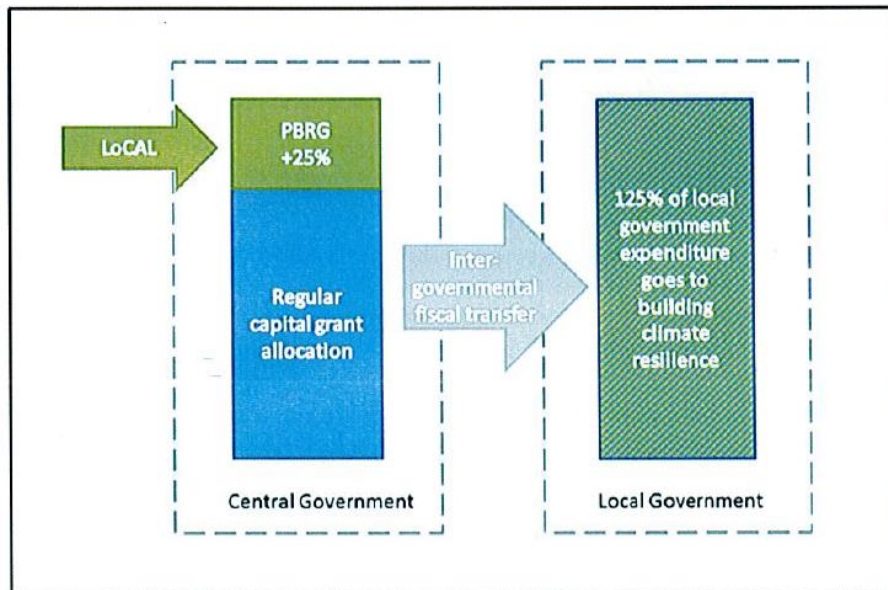 LoCAL
PBRG
+25%
Regular
capital grant
allocation
Central Government
Inter-
governmental
fiscal transfer
125% of local
government
expenditure
goes to
building
climate
resilience
Local Government